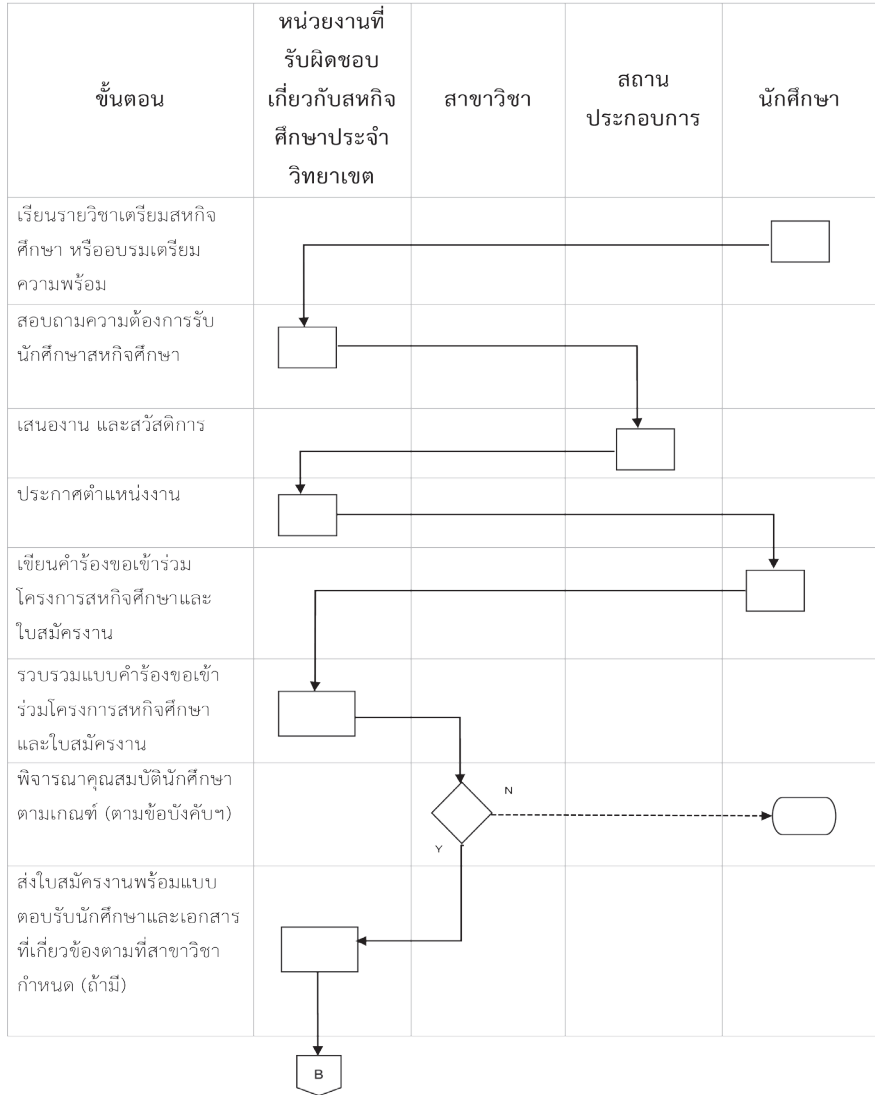 ขั้นตอน
หน่วยงานที่
รับผิดชอบ
เกี่ยวกับสหกิจ
ศึกษาประจำ
วิทยาเขต
สาขาวิชา
สถาน
ประกอบการ
นักศึกษา
เรียนรายวิชาเตรียมสหกิจ
ศึกษา หรืออบรมเตรียม
ความพร้อม
สอบถามความต้องการรับ
นักศึกษาสหกิจศึกษา
เสนองาน และสวัสดิการ
ประกาศตำแหน่งงาน
เขียนคำร้องขอเข้าร่วม
โครงการสหกิจศึกษาและ
ใบสมัครงาน
รวบรวมแบบคำร้องขอเข้า
ร่วมโครงการสหกิจศึกษา
และใบสมัครงาน
พิจารณาคุณสมบัตินักศึกษา
ตามเกณฑ์ (ตามข้อบังคับฯ)
N
Y
ส่งใบสมัครงานพร้อมแบบ
ตอบรับนักศึกษาและเอกสาร
ที่เกี่ยวข้องตามที่สาขาวิชา
กำหนด (ถ้ามี)
B